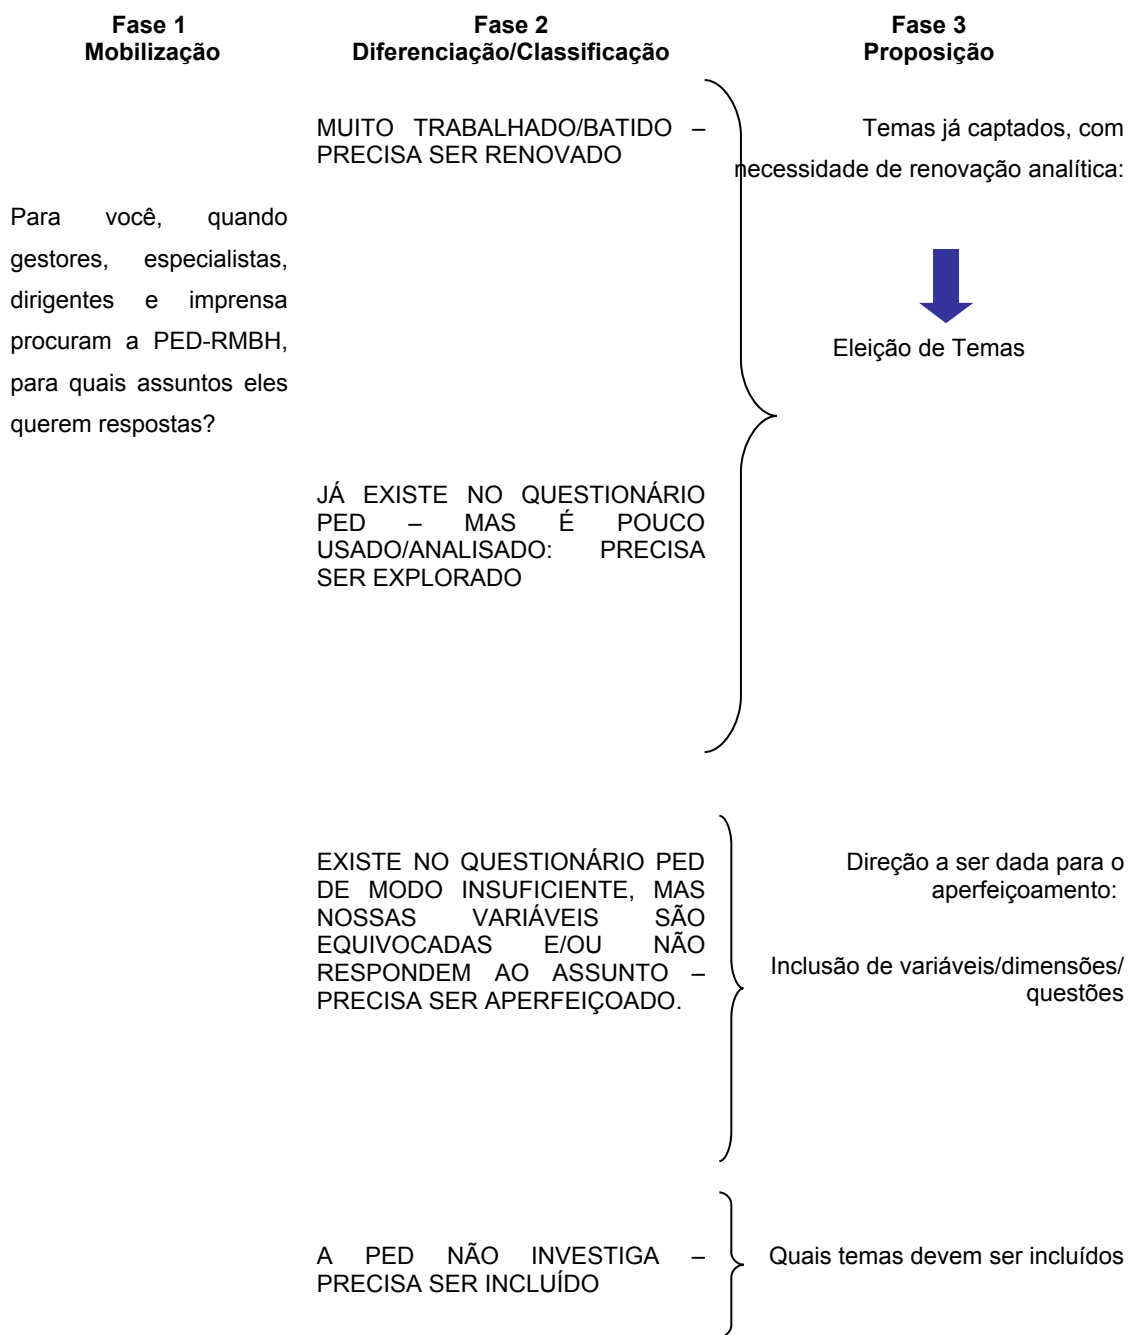 Fase 1
Mobilização
Fase 2
Diferenciação/Classificação
Fase 3
Proposição
Para você, quando
gestores, especialistas,
dirigentes e imprensa
procuram a PED-RMBH,
para quais assuntos eles
querem respostas?
MUITO TRABALHADO/BATIDO –
PRECISA SER RENOVADO
JÁ EXISTE NO QUESTIONÁRIO
PED – MAS É POUCO
USADO/ANALISADO: PRECISA
SER EXPLORADO
Temas já captados, com
necessidade de renovação analítica:
Eleição de Temas
EXISTE NO QUESTIONÁRIO PED
DE MODO INSUFICIENTE, MAS
NOSSAS VARIÁVEIS SÃO
EQUIVOCADAS E/OU NÃO
RESPONDEM AO ASSUNTO –
PRECISA SER APERFEIÇOADO.
Direção a ser dada para o
aperfeiçoamento:
Inclusão de variáveis/dimensões/
questões
A PED NÃO INVESTIGA –
PRECISA SER INCLUÍDO
Quais temas devem ser incluídos